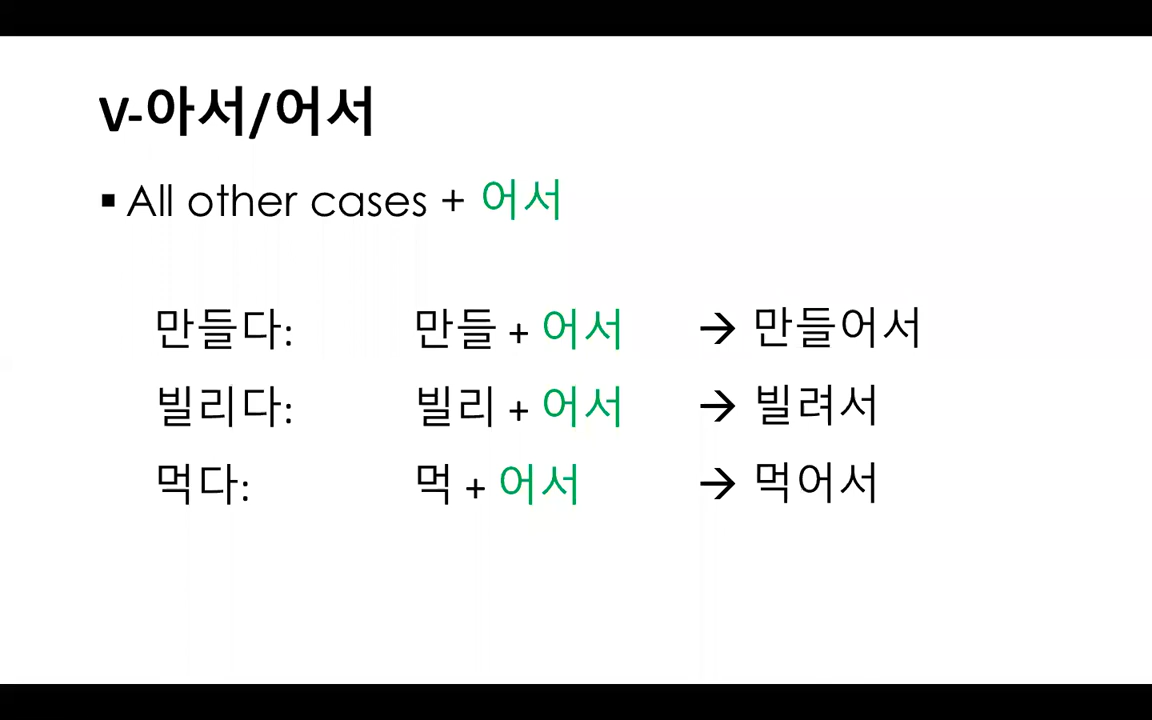 V-아서/어서
▪ All other cases + 어서
만들다: 만들 + 어서 → 만들어서
빌리다: 빌리 + 어서 → 빌려서
먹다: 먹 + 어서 → 먹어서